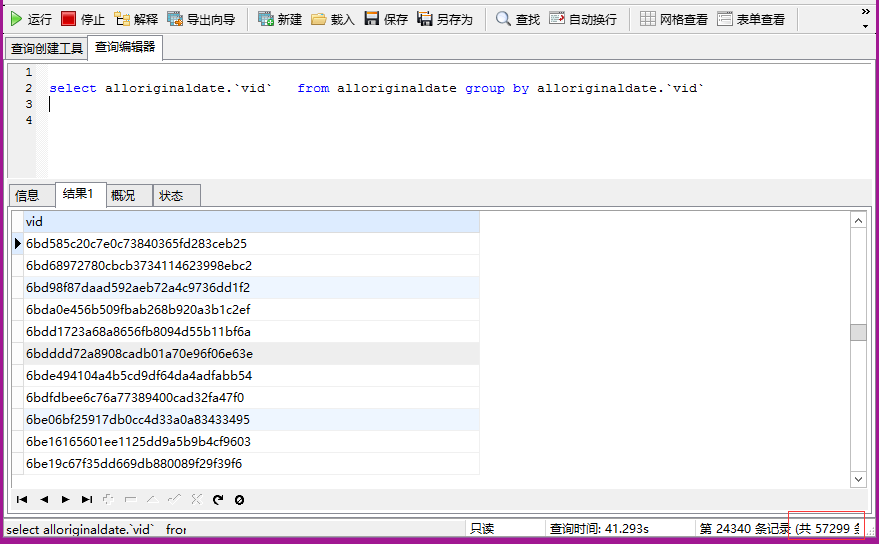 运行 停止 解释 导出向导 新建 载入 保存 另存为 查找 自动换行 网格查看 表单查看 »
查询创建工具 查询编辑器
1
2 select alloriginaldate.`vid` from alloriginaldate group by alloriginaldate.`vid`
3
4
信息 结果1 概况 状态
vid
6bd585c20c7e0c73840365fd283ceb25
6bd68972780cbcb3734114623998ebc2
6bd98f87daad592aeb72a4c9736dd1f2
6bda0e456b509fbab268b920a3b1c2ef
6bdd1723a68a8656fb8094d55b11bf6a
6bdddd72a8908cadb01a70e96f06e63e
6bde494104a4b5cd9df64da4adfabb54
6bdfdbee6c76a77389400cad32fa47f0
6be06bf25917db0cc4d33a0a83433495
6be16165601ee1125dd9a5b9b4cf9603
6be19c67f35dd669db880089f29f39f6
select alloriginaldate.`vid` fror 只读 查询时间: 41.293s 第 24340 条记录 (共 57299 条